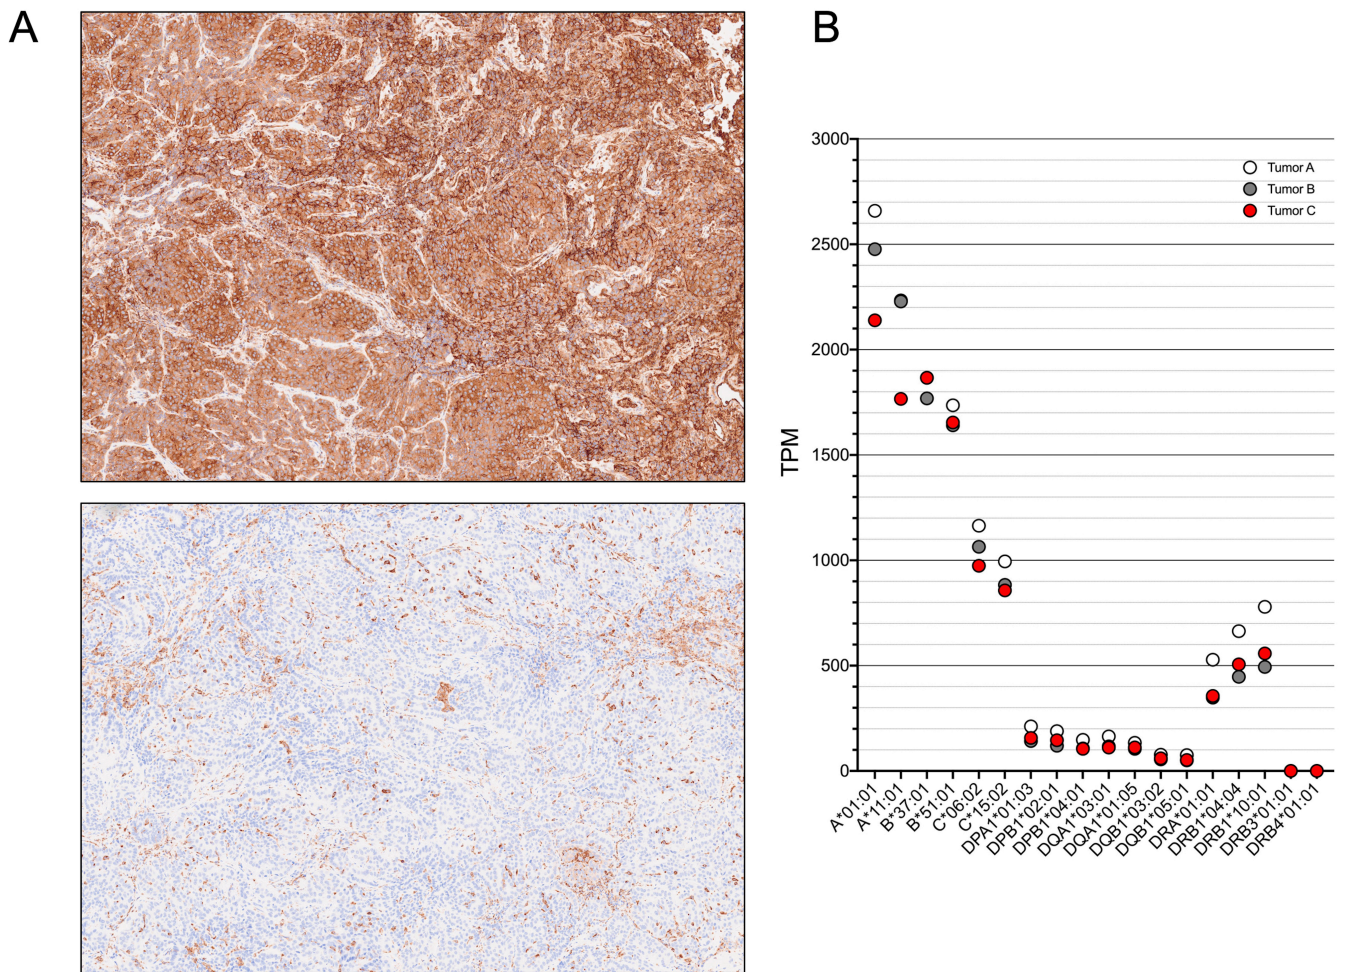 A
B
3000
2500
2000
1500
1000
500
0
TPM
Tumor A
Tumor B
Tumor C
A*01:01
A*11:01
B*37:01
B*51:01
C*06:02
C*15:02
DPA1*01:03
DPB1*02:01
DPB1*04:01
DQA1*03:01
DQA1*01:05
DQB1*03:02
DQB1*05:01
DRA*01:01
DRB1*04:04
DRB1*10:01
DRB3*01:01
DRB4*01:01